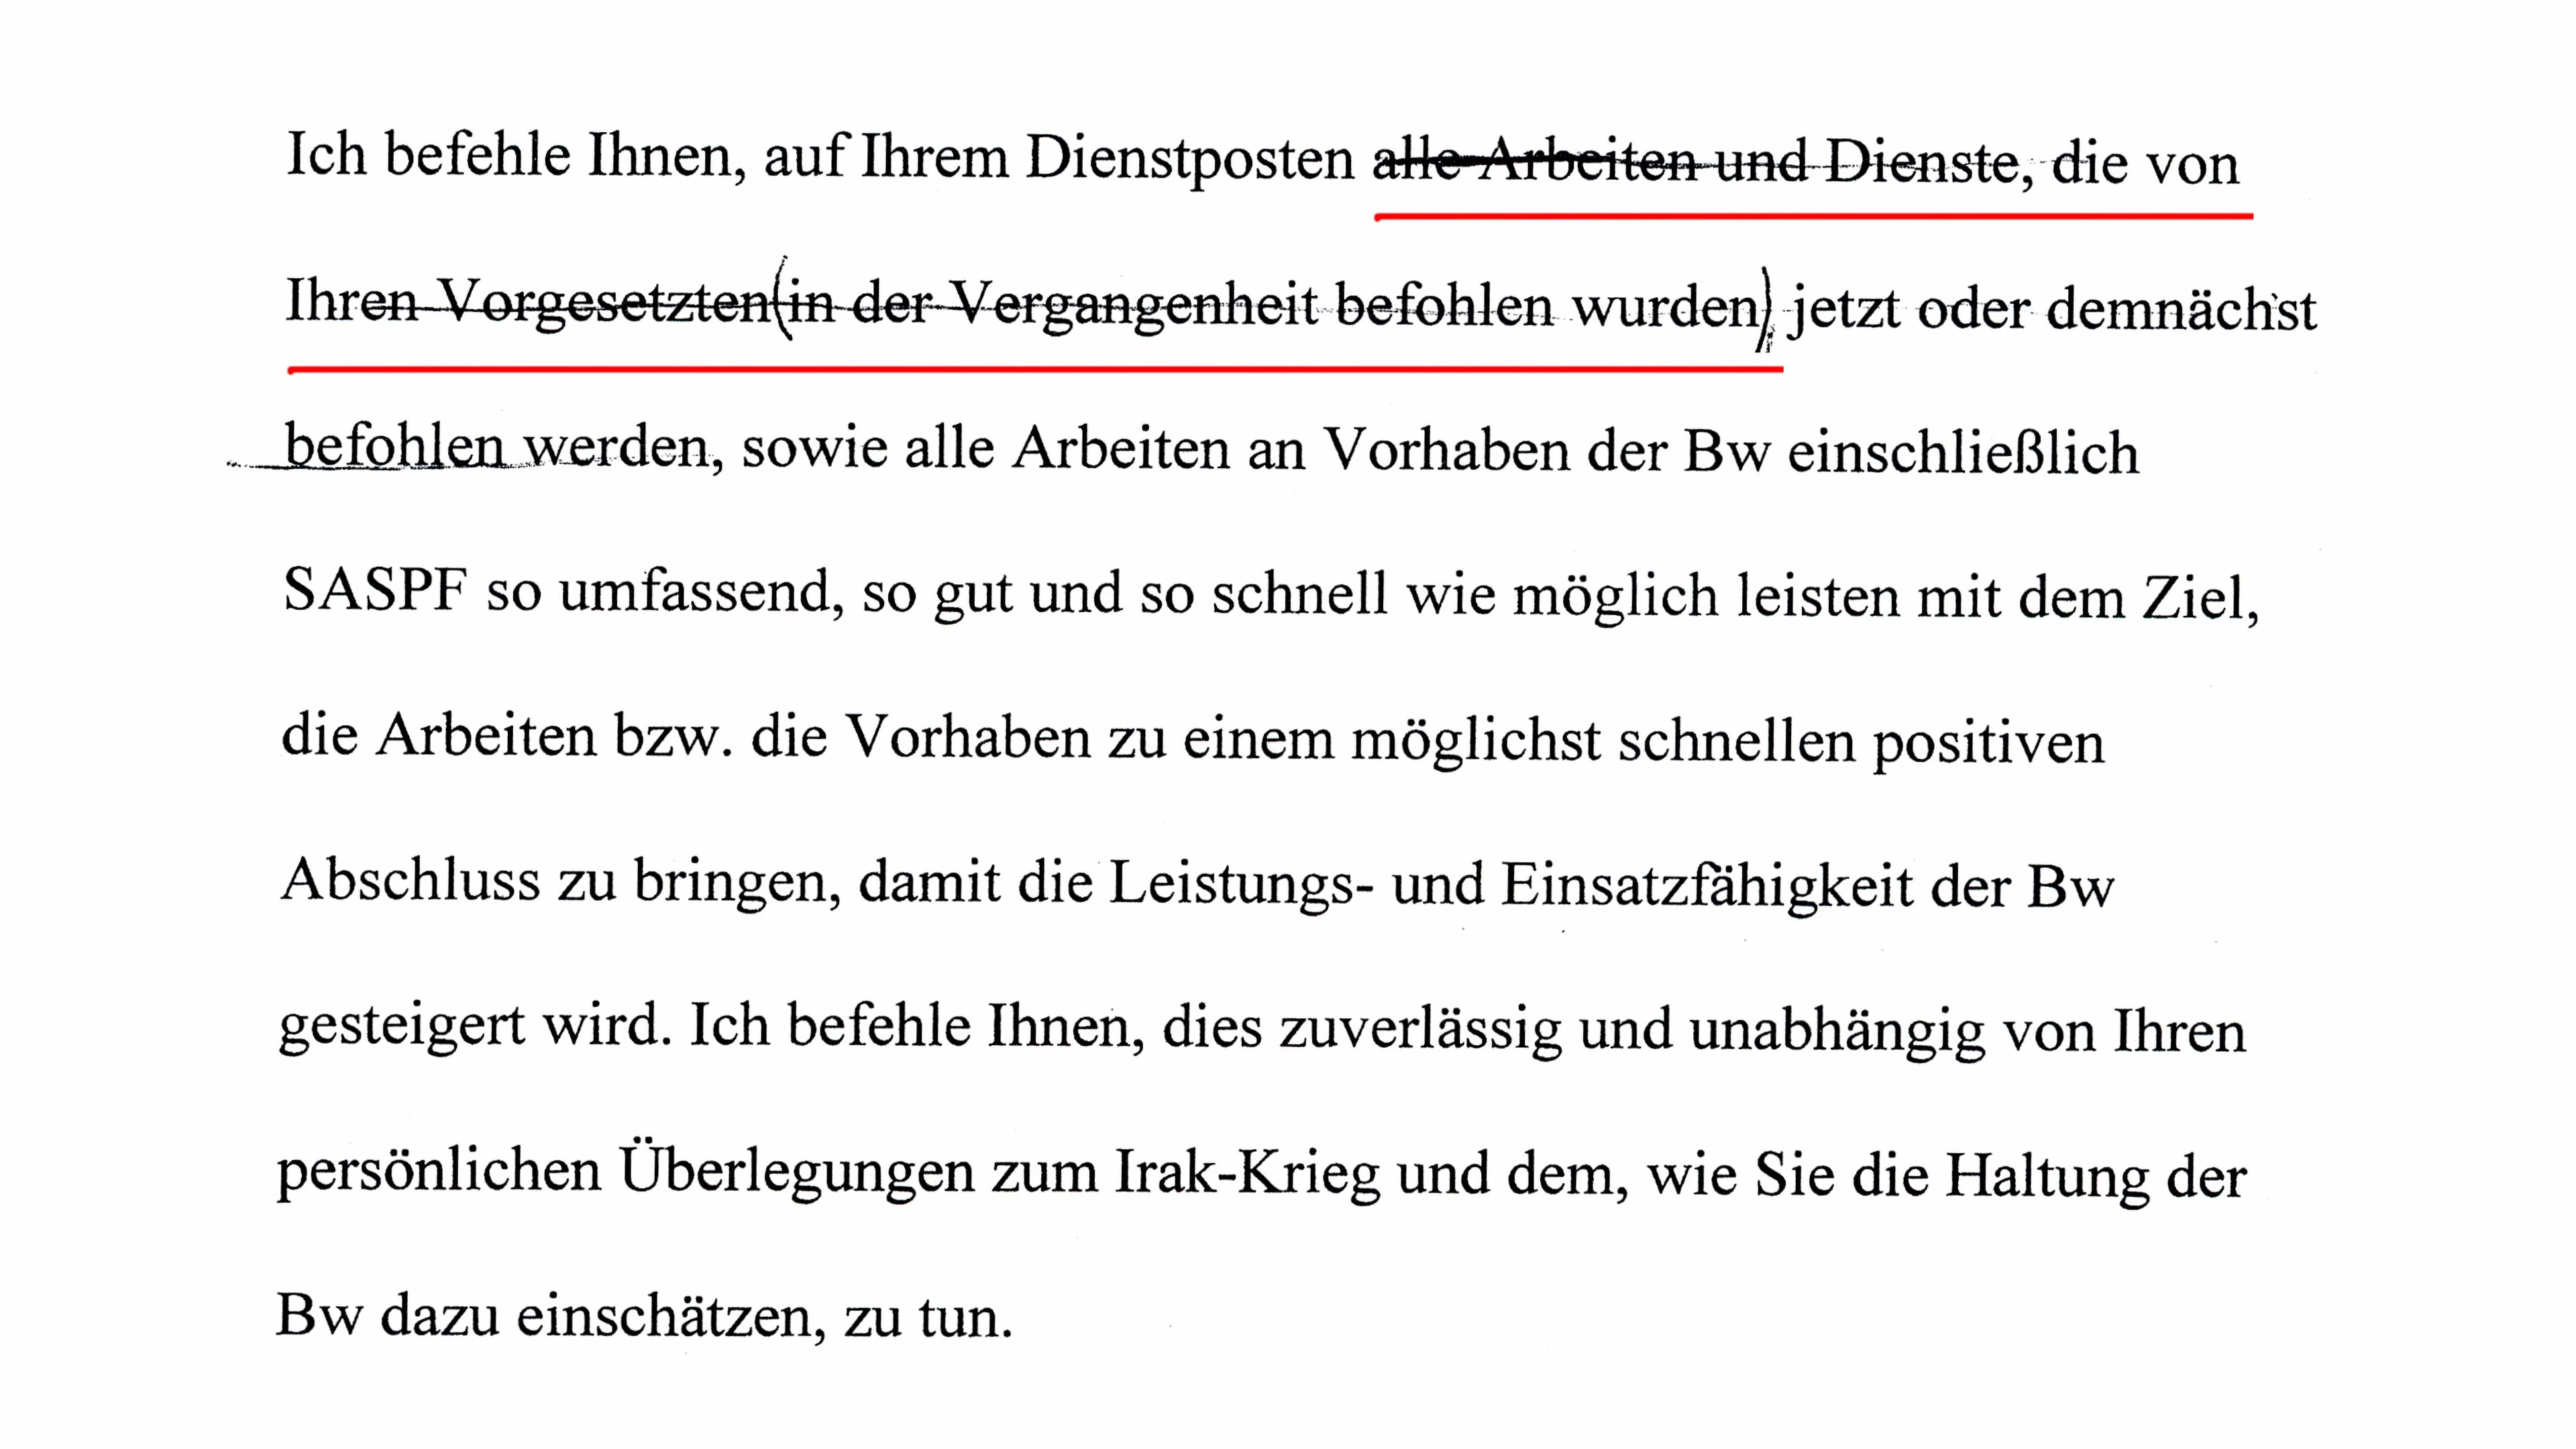 Ich befehle Ihnen, auf Ihrem Dienstposten alle Arbeiten und Dienste, die von
Ihren Vorgesetzten (in der Vergangenheit befohlen wurden), jetzt oder demnächst
befohlen werden, sowie alle Arbeiten an Vorhaben der Bw einschließlich
SASPF so umfassend, so gut und so schnell wie möglich leisten mit dem Ziel,
die Arbeiten bzw. die Vorhaben zu einem möglichst schnellen positiven
Abschluss zu bringen, damit die Leistungs- und Einsatzfähigkeit der Bw
gesteigert wird. Ich befehle Ihnen, dies zuverlässig und unabhängig von Ihren
persönlichen Überlegungen zum Irak-Krieg und dem, wie Sie die Haltung der
Bw dazu einschätzen, zu tun.